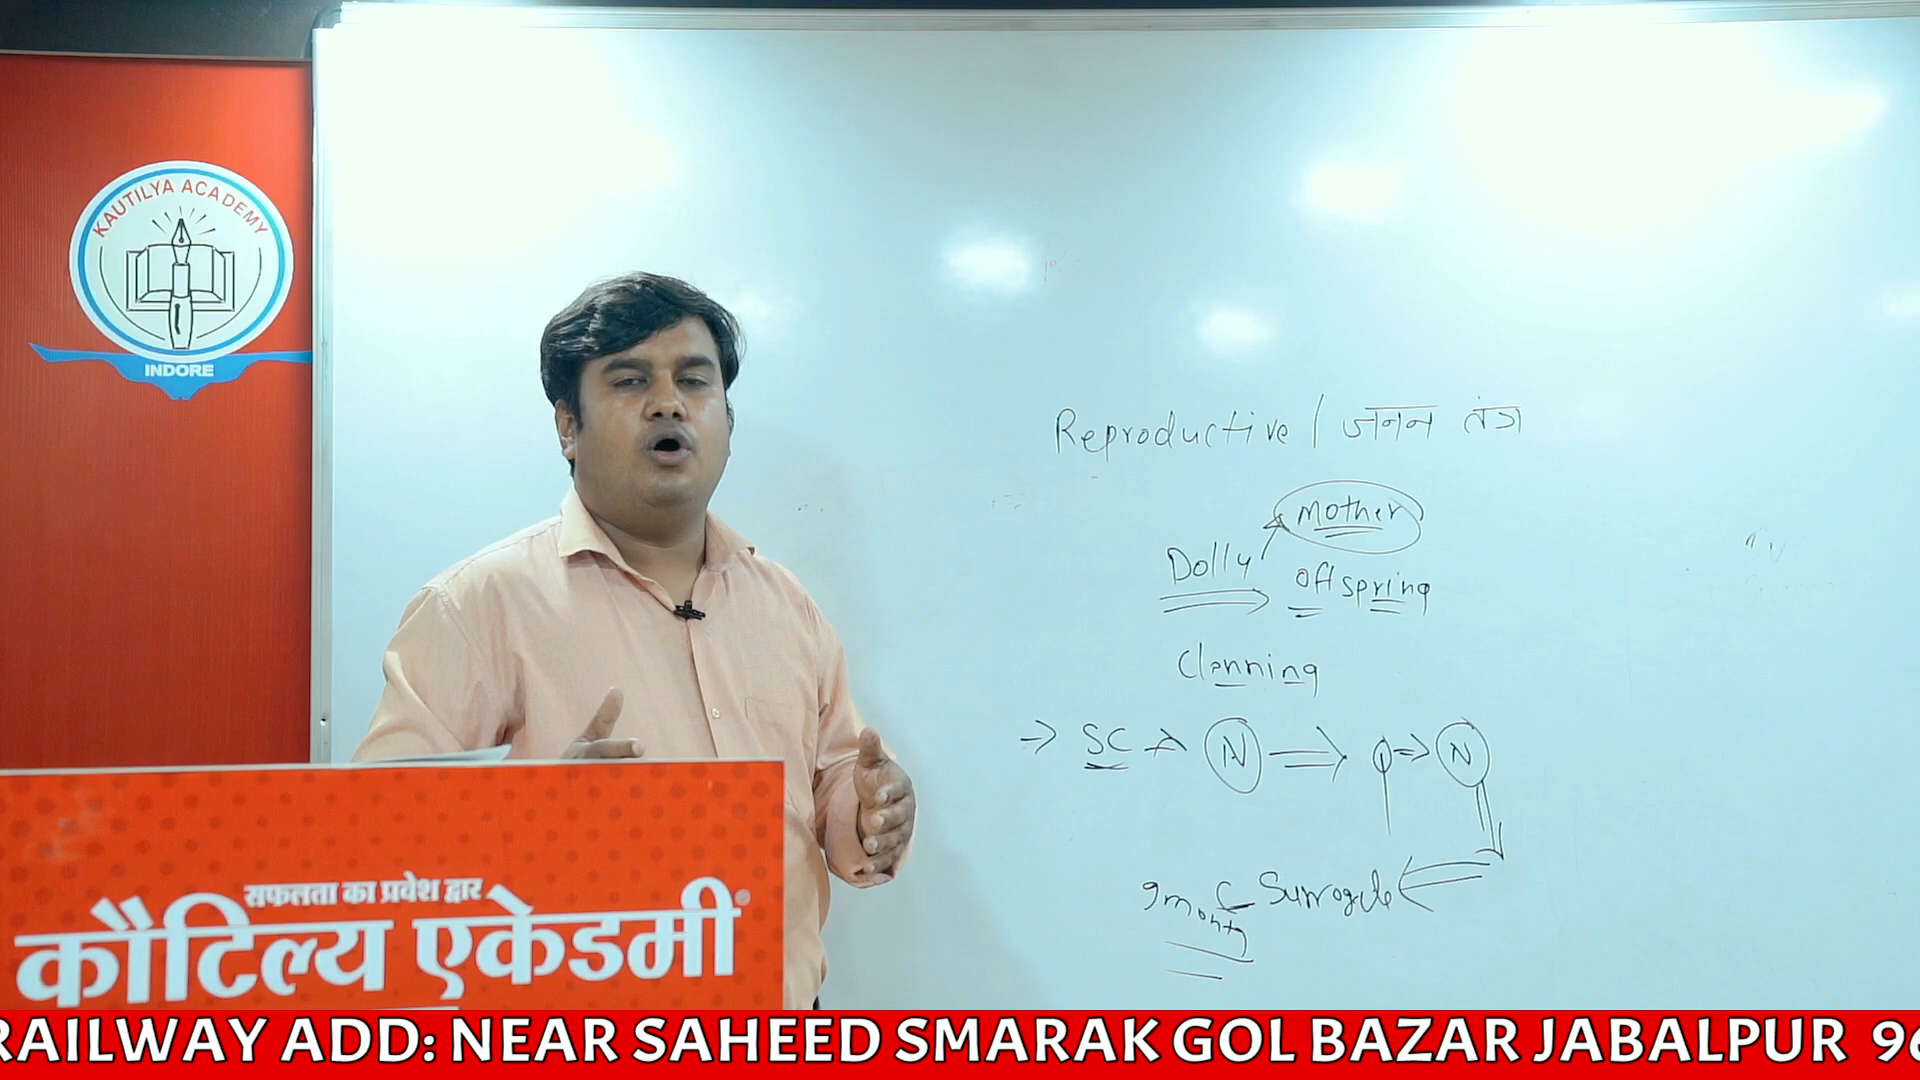 KAUTILYA ACADEMY
INDORE
Reproductive / जनन तंत्र
Mother
Dolly
offspring
Clonning
→ SC → N ⇒ → N
9 month C Surrogate
सफलता का प्रवेश द्वार
कौटिल्य एकेडमी
RAILWAY ADD: NEAR SAHEED SMARAK GOL BAZAR JABALPUR 96